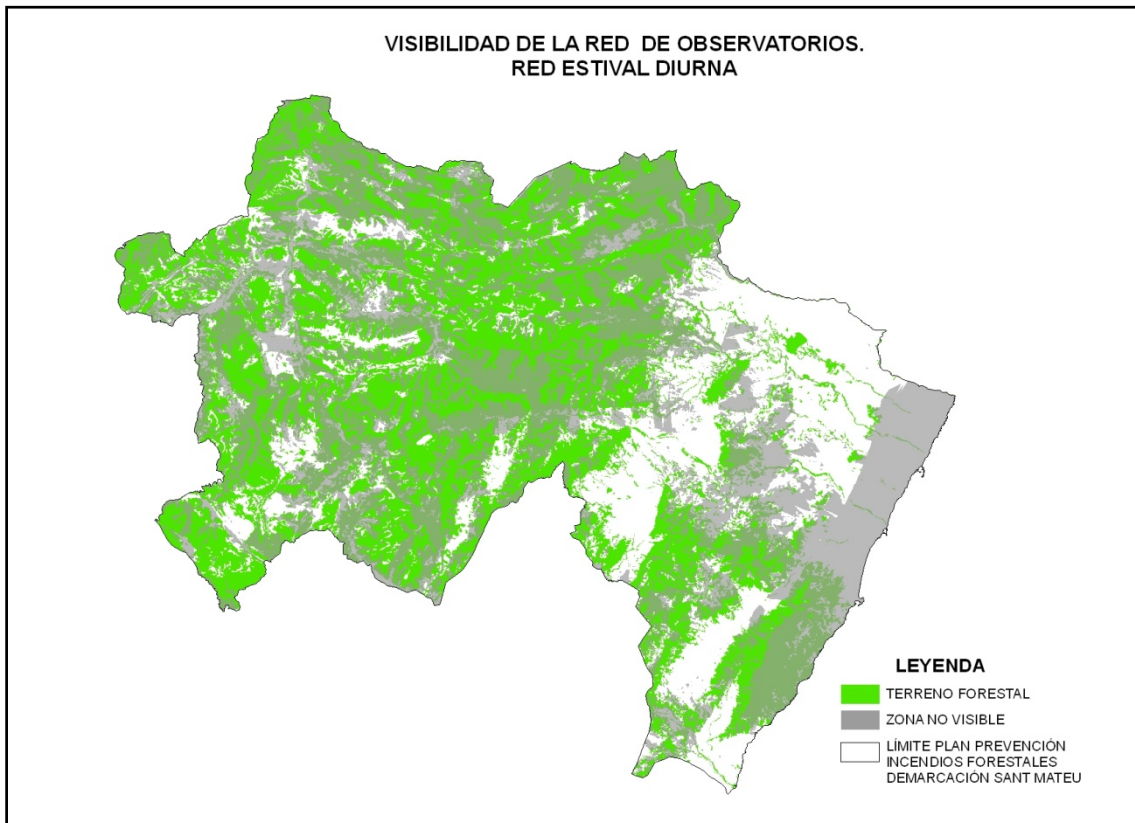 VISIBILIDAD DE LA RED DE OBSERVATORIOS.
RED ESTIVAL DIURNA
LEYENDA
TERRENO FORESTAL
ZONA NO VISIBLE
LÍMITE PLAN PREVENCIÓN
INCENDIOS FORESTALES
DEMARCACIÓN SANT MATEU